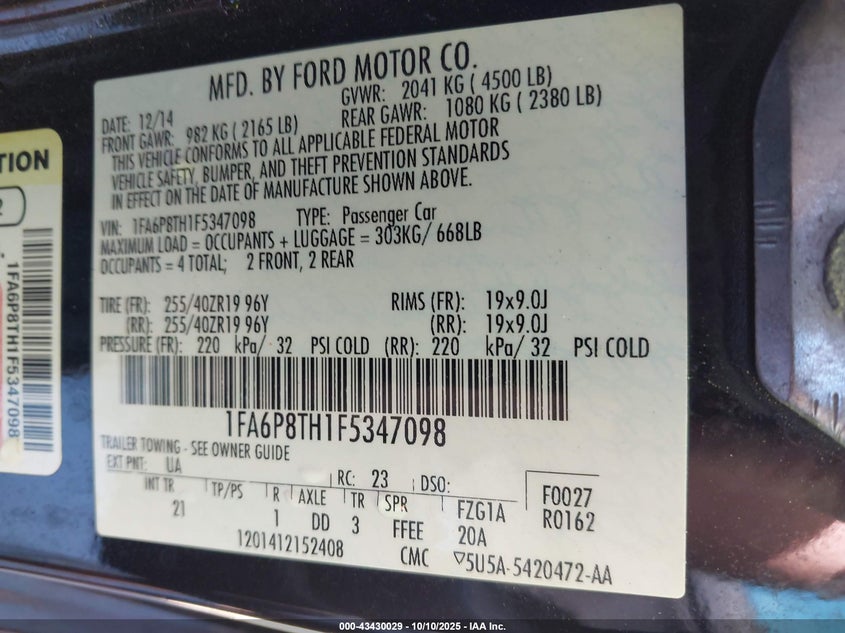 MFD. BY FORD MOTOR CO.
DATE: 12/14 GVWR: 2041 KG ( 4500 LB)
FRONT GAWR: 982 KG ( 2165 LB) REAR GAWR: 1080 KG ( 2380 LB)
THIS VEHICLE CONFORMS TO ALL APPLICABLE FEDERAL MOTOR
VEHICLE SAFETY, BUMPER, AND THEFT PREVENTION STANDARDS
IN EFFECT ON THE DATE OF MANUFACTURE SHOWN ABOVE.
VIN: 1FA6P8TH1F5347098 TYPE: Passenger Car
MAXIMUM LOAD = OCCUPANTS + LUGGAGE = 303KG/ 668LB
OCCUPANTS = 4 TOTAL; 2 FRONT, 2 REAR
TIRE (FR): 255/40ZR19 96Y RIMS (FR): 19x9.0J
(RR): 255/40ZR19 96Y (RR): 19x9.0J
PRESSURE (FR): 220 kPa/ 32 PSI COLD (RR): 220 kPa/ 32 PSI COLD
1FA6P8TH1F5347098
TRAILER TOWING - SEE OWNER GUIDE
EXT PNT: UA RC: 23 DSO:
INT TR TP/PS R AXLE TR SPR FZG1A F0027
21 1 DD 3 FFEE 20A R0162
1201412152408 CMC ▽5U5A-5420472-AA
TION
2
1FA6P8TH1F5347098
000-43430029 - 10/10/2025 - IAA Inc.